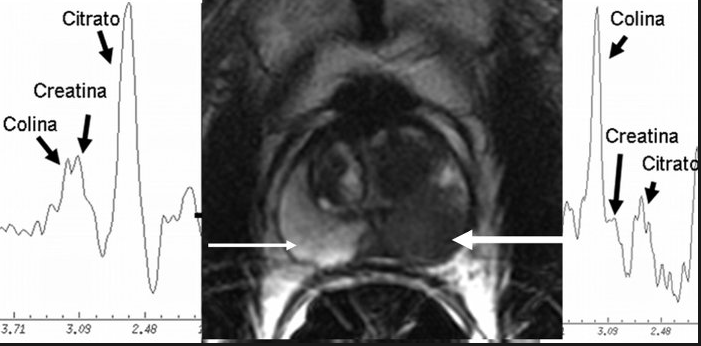 Citrato
Creatina
Colina
3.71 3.09 2.48
Colina
Creatina
Citrato
3.09 2.48